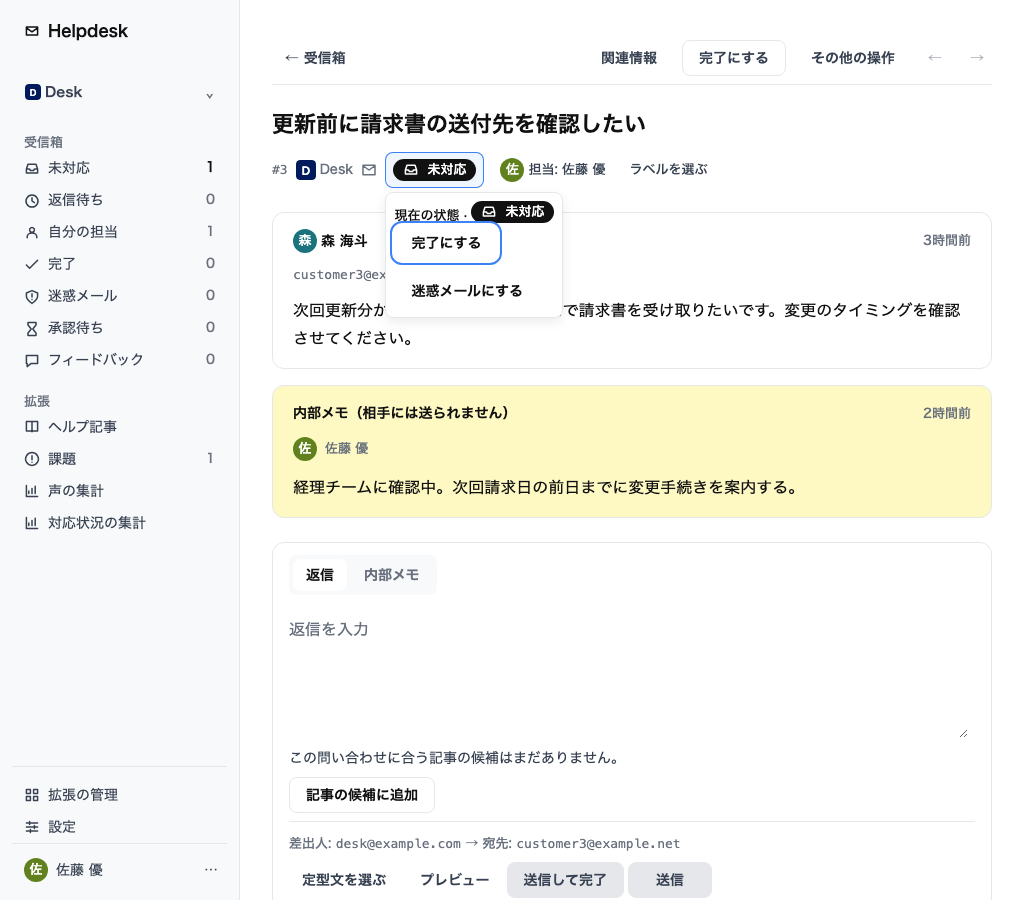 Helpdesk
D Desk
受信箱
未対応 1
返信待ち 0
自分の担当 1
完了 0
迷惑メール 0
承認待ち 0
フィードバック 0
拡張
ヘルプ記事
課題 1
声の集計
対応状況の集計
拡張の管理
設定
佐 佐藤 優 …
← 受信箱 関連情報 完了にする その他の操作 ← →
更新前に請求書の送付先を確認したい
#3 D Desk 未対応 佐 担当: 佐藤 優 ラベルを選ぶ
現在の状態 · 未対応
完了にする
迷惑メールにする
森 森 海斗 3時間前
customer3@ex
次回更新分か で請求書を受け取りたいです。変更のタイミングを確認
させてください。
内部メモ（相手には送られません） 2時間前
佐 佐藤 優
経理チームに確認中。次回請求日の前日までに変更手続きを案内する。
返信 内部メモ
返信を入力
この問い合わせに合う記事の候補はまだありません。
記事の候補に追加
差出人: desk@example.com → 宛先: customer3@example.net
定型文を選ぶ プレビュー 送信して完了 送信